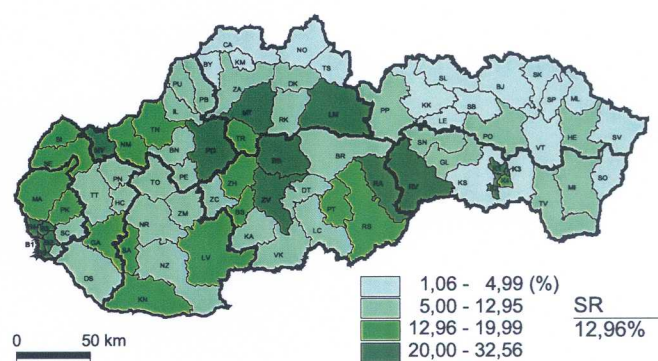 CA
NO
BY
KM
TS
SL
SK
BJ
PU
ZA
DK
KK
SP
ML
PB
SB
IL
MT
LM
PP
LE
RK
PO
HE
SV
SI
TN
VT
MY
NM
TR
SN
BN
PD
GL
SE
BB
BR
SO
PE
RV
KS
K3
MA
PN
TO
ZH
RA
MI
TT
ZC
ZV
DT
PK
HC
ZM
BS
PT
TV
NR
RS
SC
KA
LC
B1
GA
SA
LV
VK
DS
NZ
KN
1,06 - 4,99 (%)
5,00 - 12,95
SR
12,96 - 19,99
12,96%
20,00 - 32,56
0 50 km